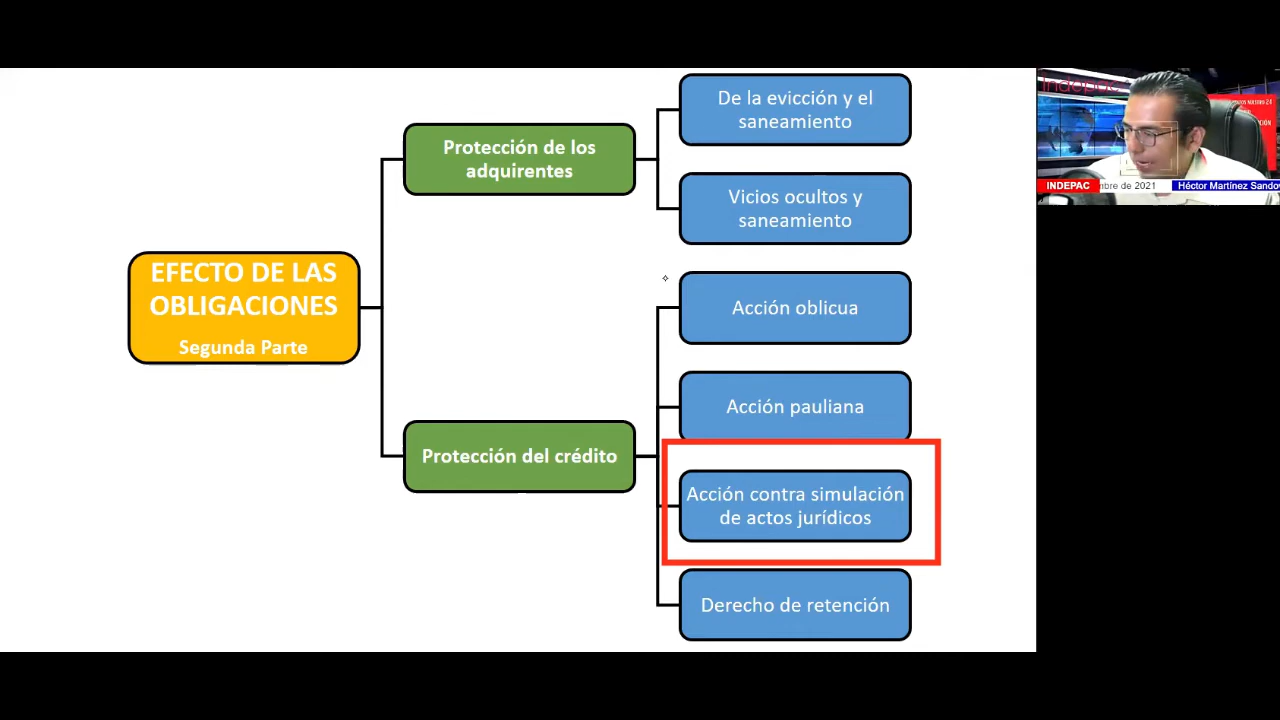 De la evicción y el
saneamiento
Protección de los
adquirentes
Vicios ocultos y
saneamiento
EFECTO DE LAS
OBLIGACIONES
Segunda Parte
Acción oblicua
Acción pauliana
Protección del crédito
Acción contra simulación
de actos jurídicos
Derecho de retención
Indepac
INDEPAC
mbre de 2021
Héctor Martínez Sandov